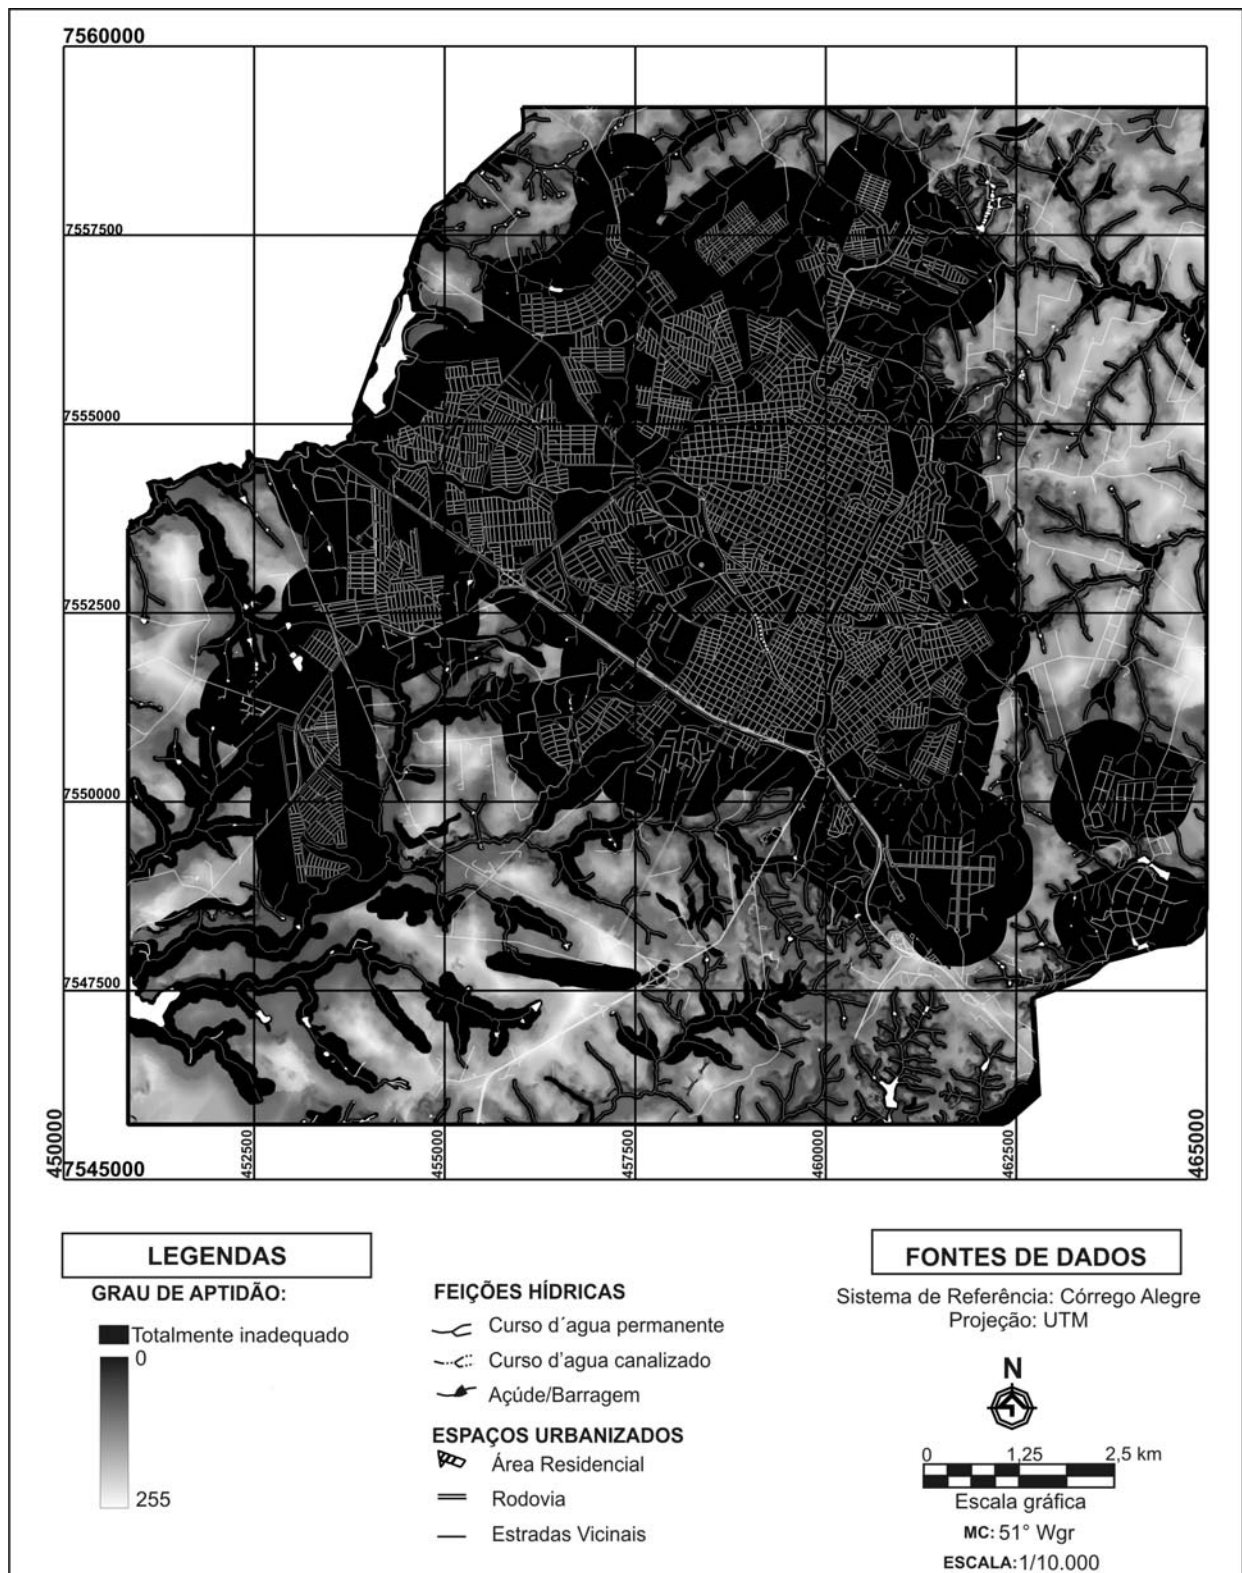 7560000
7557500
7555000
7552500
7550000
7547500
7545000
450000
452500
455000
457500
460000
462500
465000
LEGENDAS
GRAU DE APTIDÃO:
Totalmente inadequado
0
255
FEIÇÕES HÍDRICAS
Curso d´agua permanente
Curso d'agua canalizado
Açúde/Barragem
ESPAÇOS URBANIZADOS
Área Residencial
Rodovia
Estradas Vicinais
FONTES DE DADOS
Sistema de Referência: Córrego Alegre
Projeção: UTM
N
0 1,25 2,5 km
Escala gráfica
MC: 51° Wgr
ESCALA:1/10.000